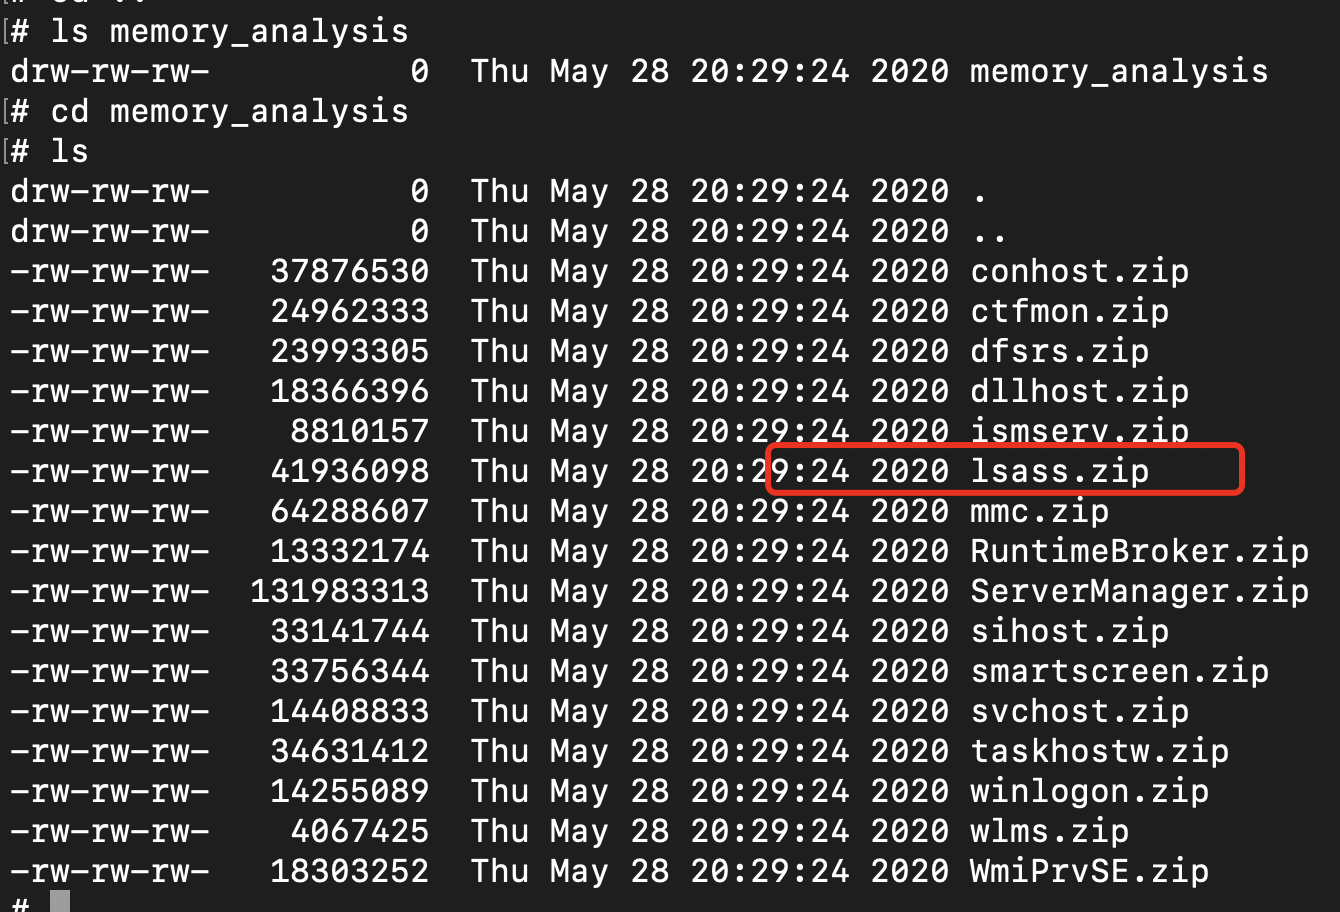 [# ls memory_analysis
drw-rw-rw- 0 Thu May 28 20:29:24 2020 memory_analysis
[# cd memory_analysis
[# ls
drw-rw-rw- 0 Thu May 28 20:29:24 2020 .
drw-rw-rw- 0 Thu May 28 20:29:24 2020 ..
-rw-rw-rw- 37876530 Thu May 28 20:29:24 2020 conhost.zip
-rw-rw-rw- 24962333 Thu May 28 20:29:24 2020 ctfmon.zip
-rw-rw-rw- 23993305 Thu May 28 20:29:24 2020 dfsrs.zip
-rw-rw-rw- 18366396 Thu May 28 20:29:24 2020 dllhost.zip
-rw-rw-rw- 8810157 Thu May 28 20:29:24 2020 ismserv.zip
-rw-rw-rw- 41936098 Thu May 28 20:29:24 2020 lsass.zip
-rw-rw-rw- 64288607 Thu May 28 20:29:24 2020 mmc.zip
-rw-rw-rw- 13332174 Thu May 28 20:29:24 2020 RuntimeBroker.zip
-rw-rw-rw- 131983313 Thu May 28 20:29:24 2020 ServerManager.zip
-rw-rw-rw- 33141744 Thu May 28 20:29:24 2020 sihost.zip
-rw-rw-rw- 33756344 Thu May 28 20:29:24 2020 smartscreen.zip
-rw-rw-rw- 14408833 Thu May 28 20:29:24 2020 svchost.zip
-rw-rw-rw- 34631412 Thu May 28 20:29:24 2020 taskhostw.zip
-rw-rw-rw- 14255089 Thu May 28 20:29:24 2020 winlogon.zip
-rw-rw-rw- 4067425 Thu May 28 20:29:24 2020 wlms.zip
-rw-rw-rw- 18303252 Thu May 28 20:29:24 2020 WmiPrvSE.zip
#